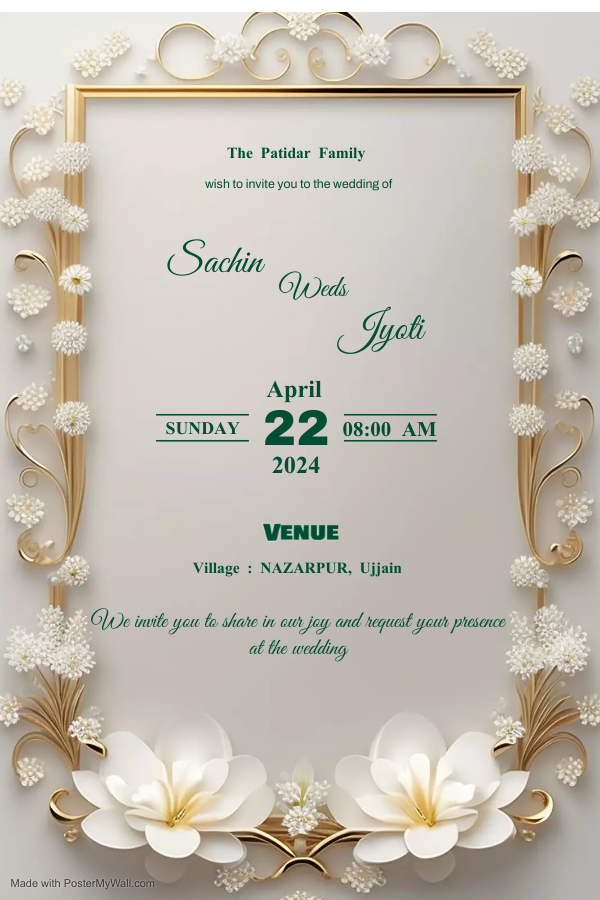 The Patidar Family
wish to invite you to the wedding of
Sachin
Weds
Jyoti
April
SUNDAY 22 08:00 AM
2024
VENUE
Village : NAZARPUR, Ujjain
We invite you to share in our joy and request your presence
at the wedding
Made with PosterMyWall.com